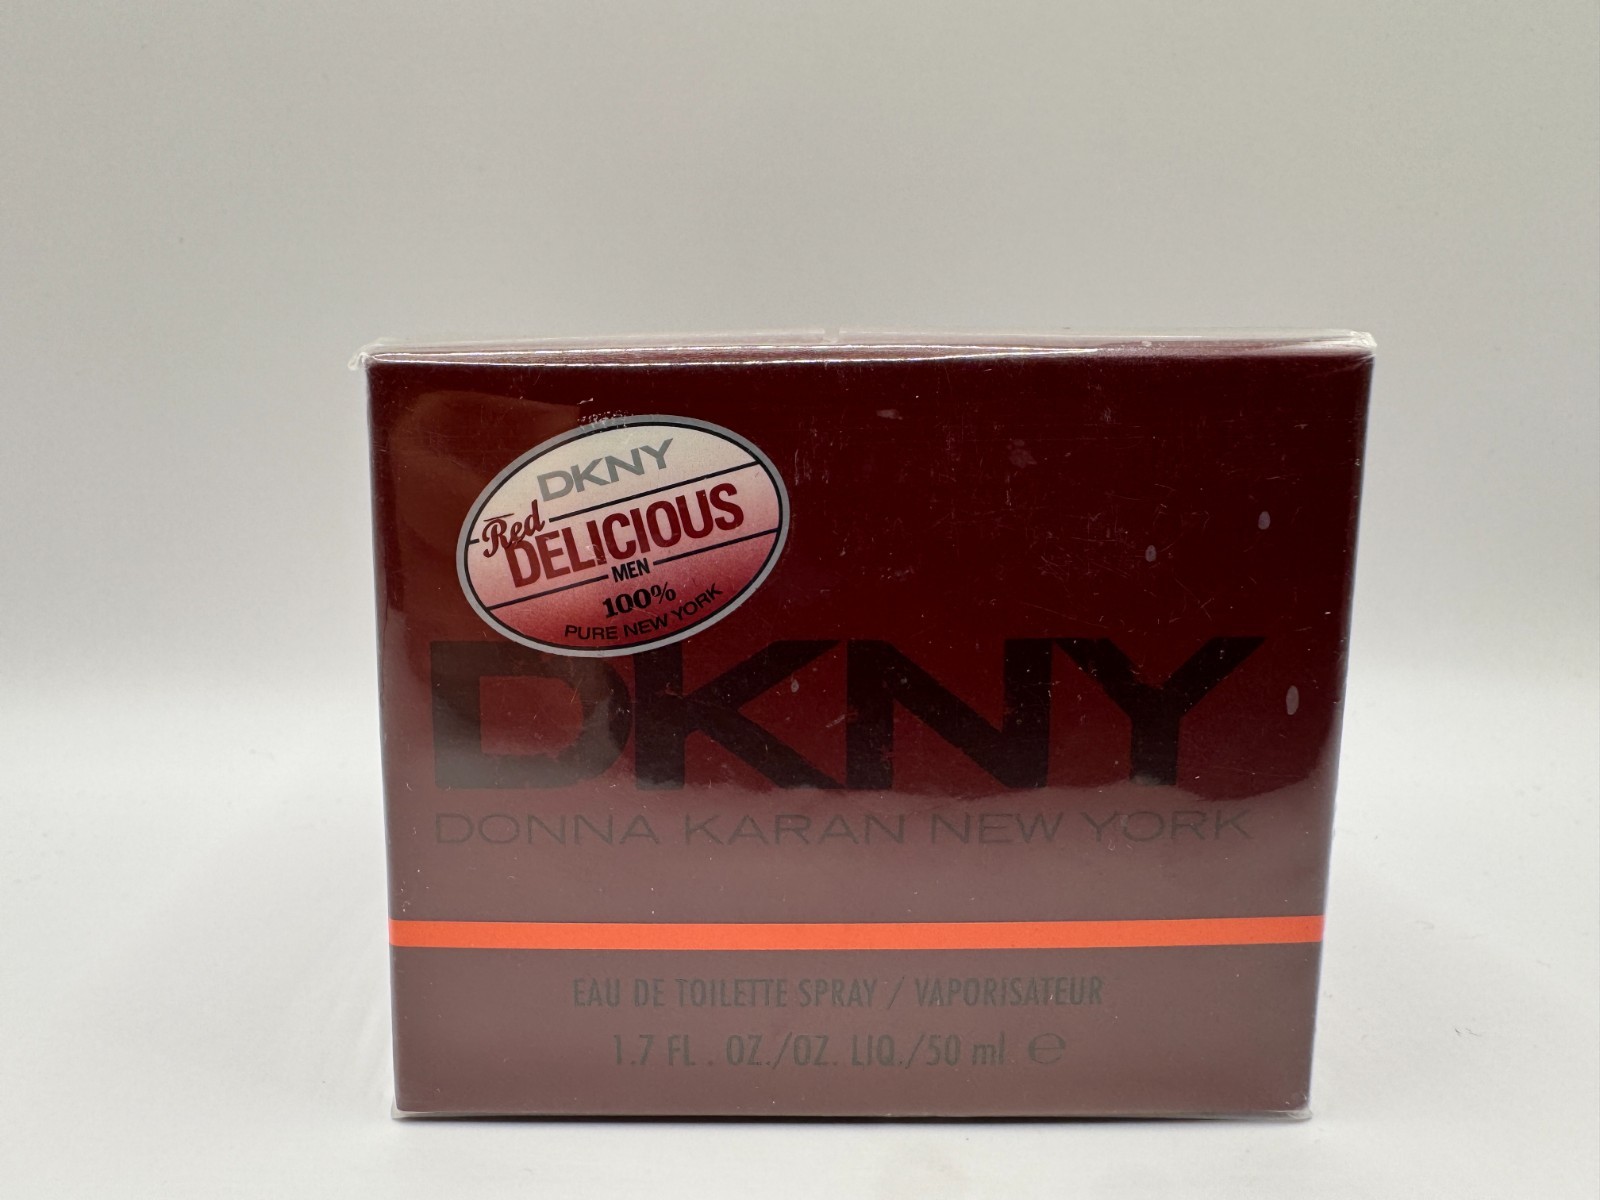 DKNY
Red
DELICIOUS
MEN
100%
PURE NEW YORK
DKNY
DONNA KARAN NEW YORK
EAU DE TOILETTE SPRAY / VAPORISATEUR
1.7 FL . OZ./OZ. LIQ./50 ml ℮